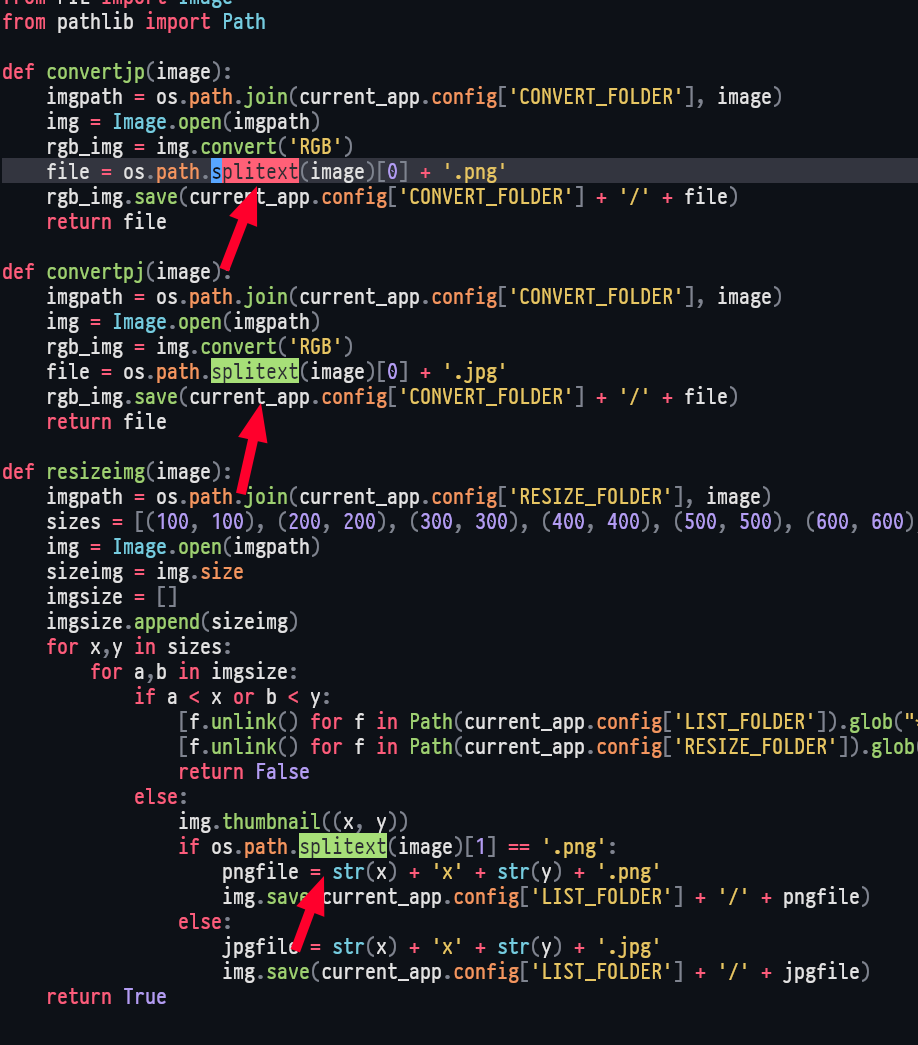 from PIL import Image
from pathlib import Path
def convertjp(image):
    imgpath = os.path.join(current_app.config['CONVERT_FOLDER'], image)
    img = Image.open(imgpath)
    rgb_img = img.convert('RGB')
    file = os.path.splitext(image)[0] + '.png'
    rgb_img.save(current_app.config['CONVERT_FOLDER'] + '/' + file)
    return file
def convertpj(image):
    imgpath = os.path.join(current_app.config['CONVERT_FOLDER'], image)
    img = Image.open(imgpath)
    rgb_img = img.convert('RGB')
    file = os.path.splitext(image)[0] + '.jpg'
    rgb_img.save(current_app.config['CONVERT_FOLDER'] + '/' + file)
    return file
def resizeimg(image):
    imgpath = os.path.join(current_app.config['RESIZE_FOLDER'], image)
    sizes = [(100, 100), (200, 200), (300, 300), (400, 400), (500, 500), (600, 600)
    img = Image.open(imgpath)
    sizeimg = img.size
    imgsize = []
    imgsize.append(sizeimg)
    for x,y in sizes:
        for a,b in imgsize:
            if a < x or b < y:
                [f.unlink() for f in Path(current_app.config['LIST_FOLDER']).glob("*
                [f.unlink() for f in Path(current_app.config['RESIZE_FOLDER']).glob(
                return False
            else:
                img.thumbnail((x, y))
                if os.path.splitext(image)[1] == '.png':
                    pngfile = str(x) + 'x' + str(y) + '.png'
                    img.save(current_app.config['LIST_FOLDER'] + '/' + pngfile)
                else:
                    jpgfile = str(x) + 'x' + str(y) + '.jpg'
                    img.save(current_app.config['LIST_FOLDER'] + '/' + jpgfile)
    return True